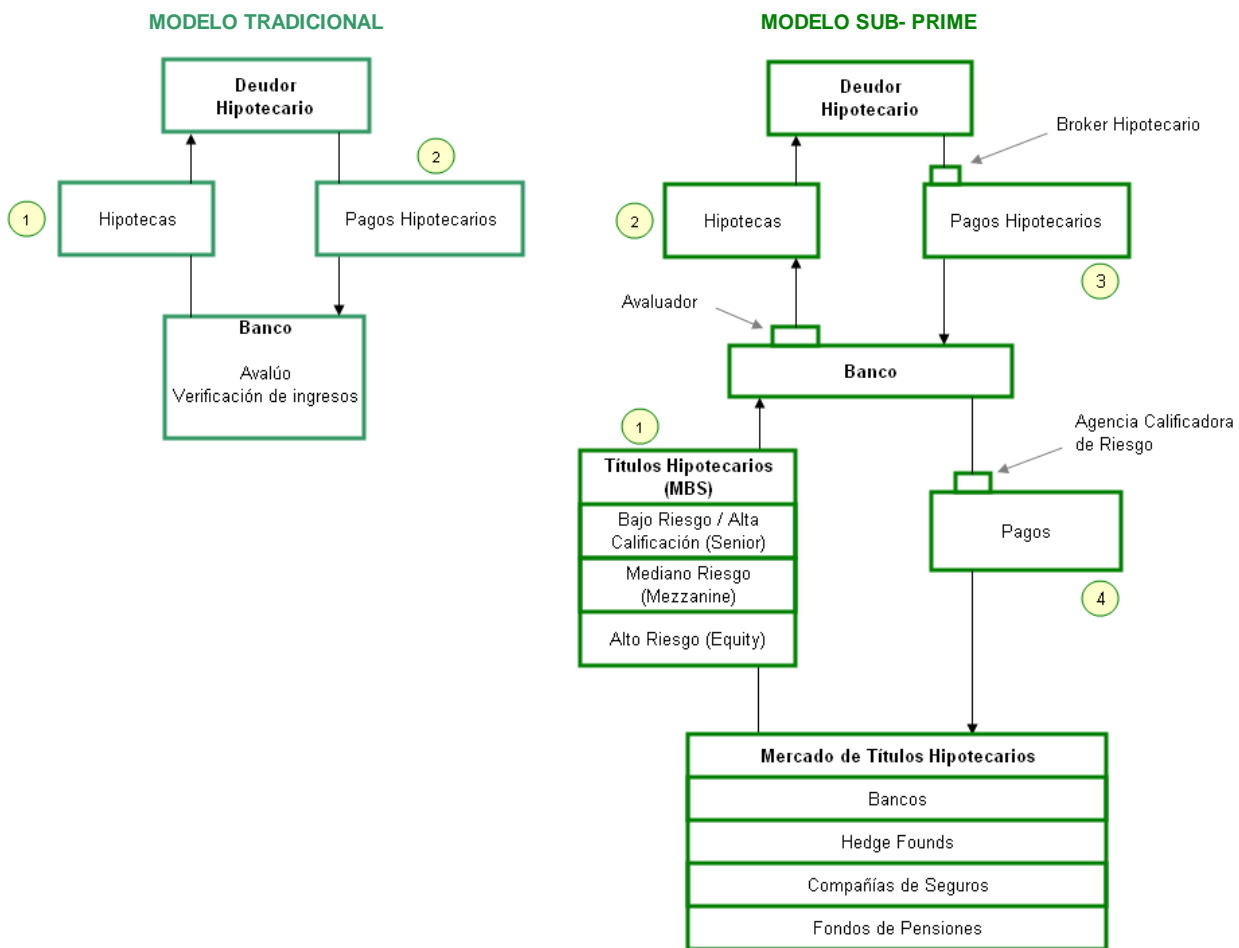 MODELO TRADICIONAL
Deudor
Hipotecario
2
1
Hipotecas
Pagos Hipotecarios
Banco
Avalúo
Verificación de ingresos
MODELO SUB- PRIME
Deudor
Hipotecario
Broker Hipotecario
2
Hipotecas
Pagos Hipotecarios
3
Avaluador
Banco
1
Agencia Calificadora
de Riesgo
Títulos Hipotecarios
(MBS)
Bajo Riesgo / Alta
Calificación (Senior)
Mediano Riesgo
(Mezzanine)
Alto Riesgo (Equity)
Pagos
4
Mercado de Títulos Hipotecarios
Bancos
Hedge Founds
Compañías de Seguros
Fondos de Pensiones